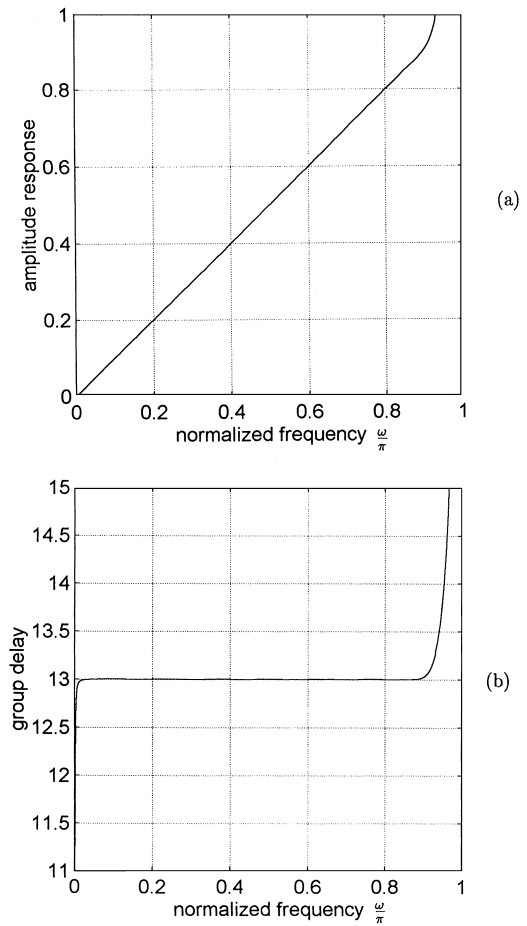 1
0.8
0.6
0.4
0.2
0
amplitude response
0 0.2 0.4 0.6 0.8 1
normalized frequency ω/π
(a)
15
14.5
14
13.5
13
12.5
12
11.5
11
group delay
0 0.2 0.4 0.6 0.8 1
normalized frequency ω/π
(b)